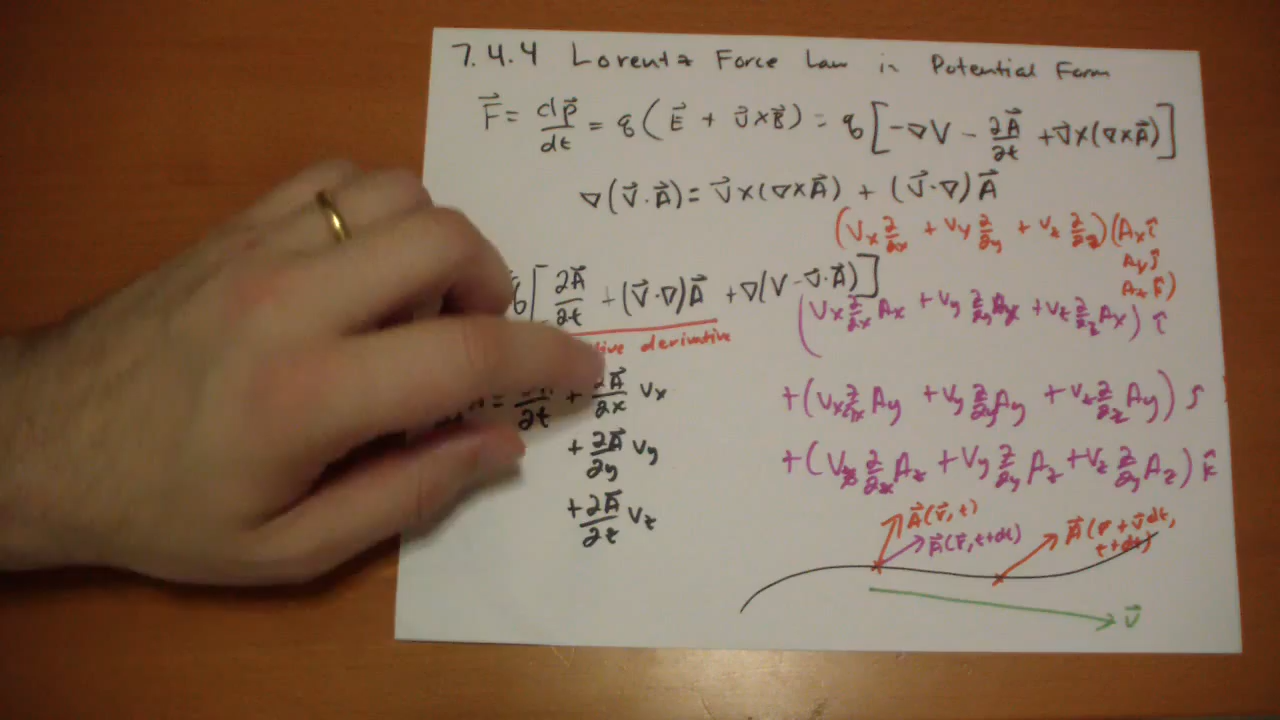 7.4.4 Lorentz Force Law in Potential Form
F⃗ = dp⃗/dt = q(E⃗ + v⃗×B⃗) = q[-∇V - ∂A⃗/∂t + v⃗×(∇×A⃗)]
∇(v⃗·A⃗) = v⃗×(∇×A⃗) + (v⃗·∇)A⃗
(Vx ∂/∂x + Vy ∂/∂y + Vz ∂/∂z)(Ax î
Ay ĵ
Az k̂)
q[∂A⃗/∂t + (v⃗·∇)A⃗ + ∇(V - v⃗·A⃗)]
(Vx ∂/∂x Ax + Vy ∂/∂y Ax + Vz ∂/∂z Ax) î
derivative
= ∂t + ∂A⃗/∂x Vx
+(Vx ∂/∂x Ay + Vy ∂/∂y Ay + Vz ∂/∂z Ay) ĵ
+ ∂A⃗/∂y Vy
+(Vx ∂/∂x Az + Vy ∂/∂y Az + Vz ∂/∂y Az) k̂
+ ∂A⃗/∂t Vz
A⃗(r⃗, t)
A⃗(r⃗, t+dt)
A⃗(r⃗ + v⃗dt, t+dt)
v⃗